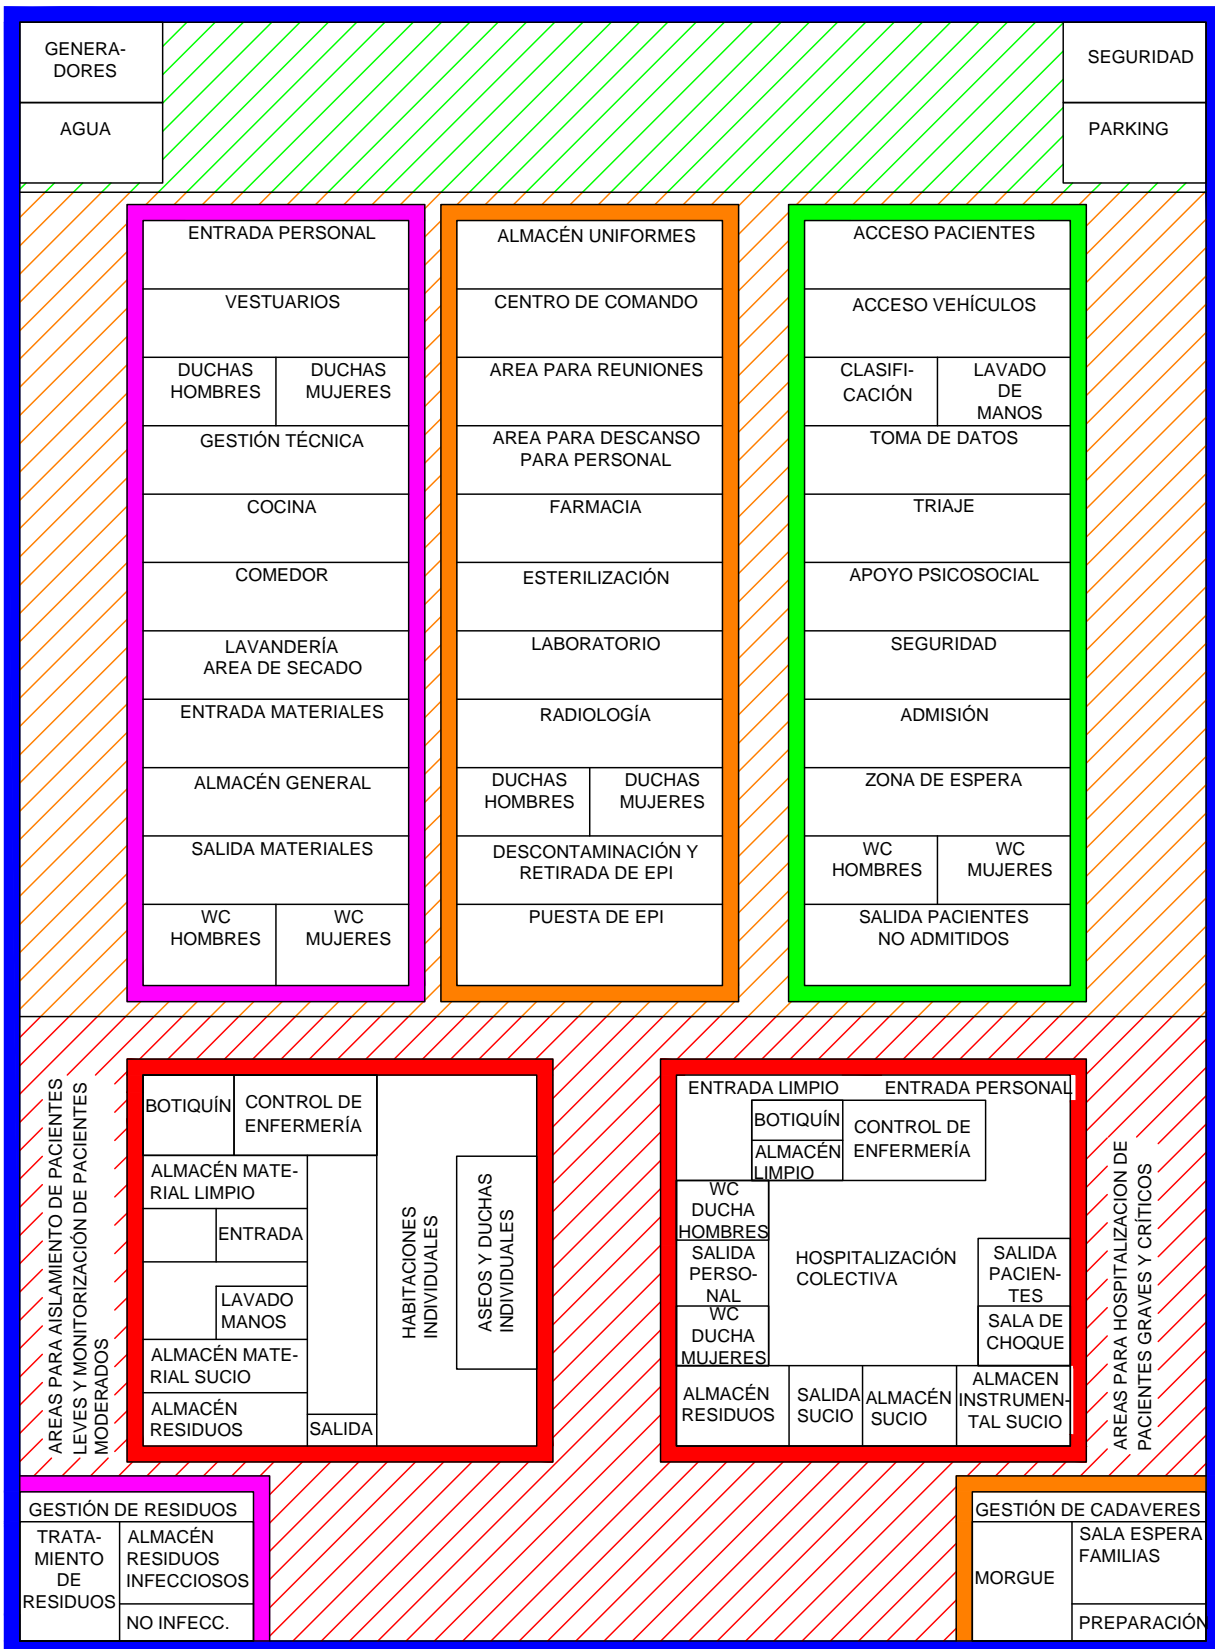 GENERA-
DORES
AGUA
SEGURIDAD
PARKING
ENTRADA PERSONAL
VESTUARIOS
DUCHAS
HOMBRES
DUCHAS
MUJERES
GESTIÓN TÉCNICA
COCINA
COMEDOR
LAVANDERÍA
AREA DE SECADO
ENTRADA MATERIALES
ALMACÉN GENERAL
SALIDA MATERIALES
WC
HOMBRES
WC
MUJERES
ALMACÉN UNIFORMES
CENTRO DE COMANDO
AREA PARA REUNIONES
AREA PARA DESCANSO
PARA PERSONAL
FARMACIA
ESTERILIZACIÓN
LABORATORIO
RADIOLOGÍA
DUCHAS
HOMBRES
DUCHAS
MUJERES
DESCONTAMINACIÓN Y
RETIRADA DE EPI
PUESTA DE EPI
ACCESO PACIENTES
ACCESO VEHÍCULOS
CLASIFI-
CACIÓN
LAVADO
DE
MANOS
TOMA DE DATOS
TRIAJE
APOYO PSICOSOCIAL
SEGURIDAD
ADMISIÓN
ZONA DE ESPERA
WC
HOMBRES
WC
MUJERES
SALIDA PACIENTES
NO ADMITIDOS
AREAS PARA AISLAMIENTO DE PACIENTES
LEVES Y MONITORIZACIÓN DE PACIENTES
MODERADOS
BOTIQUÍN
CONTROL DE
ENFERMERÍA
ALMACÉN MATE-
RIAL LIMPIO
ENTRADA
LAVADO
MANOS
ALMACÉN MATE-
RIAL SUCIO
ALMACÉN
RESIDUOS
SALIDA
HABITACIONES
INDIVIDUALES
ASEOS Y DUCHAS
INDIVIDUALES
ENTRADA LIMPIO
ENTRADA PERSONAL
BOTIQUÍN
ALMACÉN
LIMPIO
CONTROL DE
ENFERMERÍA
WC
DUCHA
HOMBRES
SALIDA
PERSO-
NAL
WC
DUCHA
MUJERES
HOSPITALIZACIÓN
COLECTIVA
SALIDA
PACIEN-
TES
SALA DE
CHOQUE
ALMACÉN
RESIDUOS
SALIDA
SUCIO
ALMACÉN
SUCIO
ALMACEN
INSTRUMEN-
TAL SUCIO
AREAS PARA HOSPITALIZACION DE
PACIENTES GRAVES Y CRÍTICOS
GESTIÓN DE RESIDUOS
TRATA-
MIENTO
DE
RESIDUOS
ALMACÉN
RESIDUOS
INFECCIOSOS
NO INFECC.
GESTIÓN DE CADAVERES
MORGUE
SALA ESPERA
FAMILIAS
PREPARACIÓN